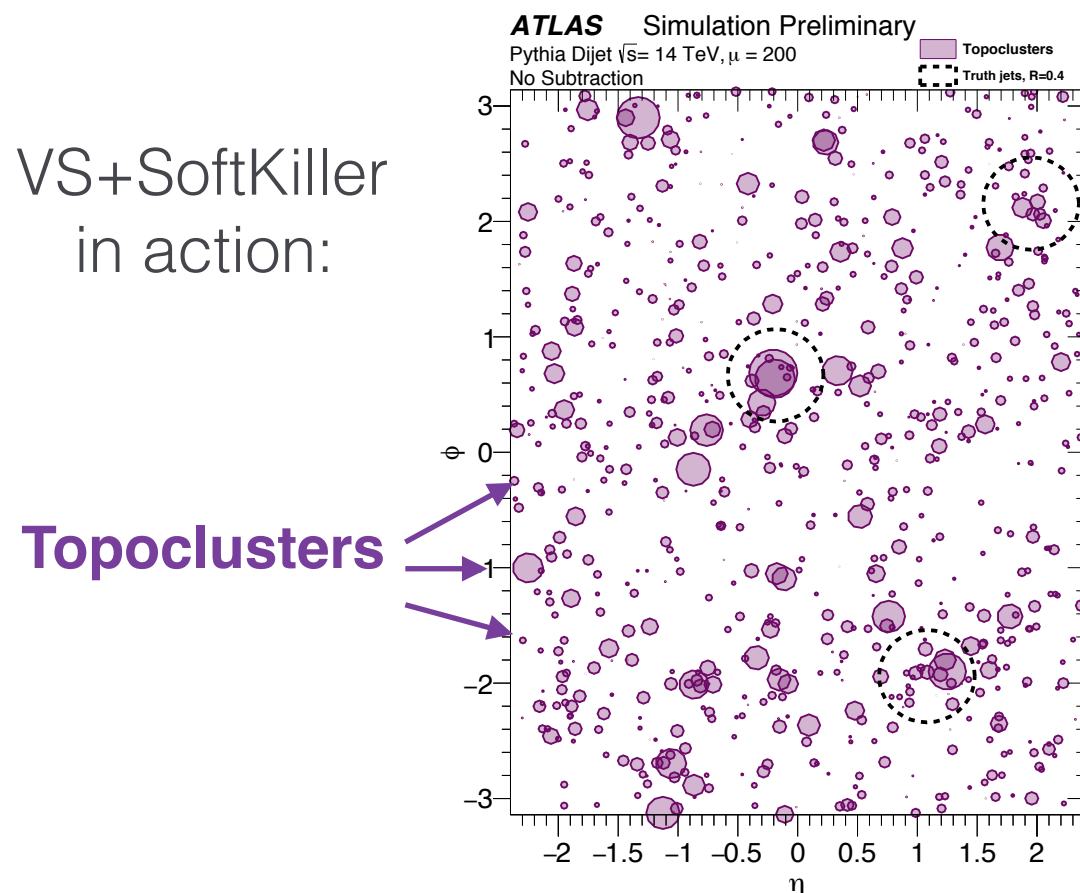 ATLAS Simulation Preliminary
Pythia Dijet √s= 14 TeV, μ = 200
No Subtraction
Topoclusters
Truth jets, R=0.4
VS+SoftKiller
in action:
Topoclusters
3
2
1
0
−1
−2
−3
φ
−2 −1.5 −1 −0.5 0 0.5 1 1.5 2
η